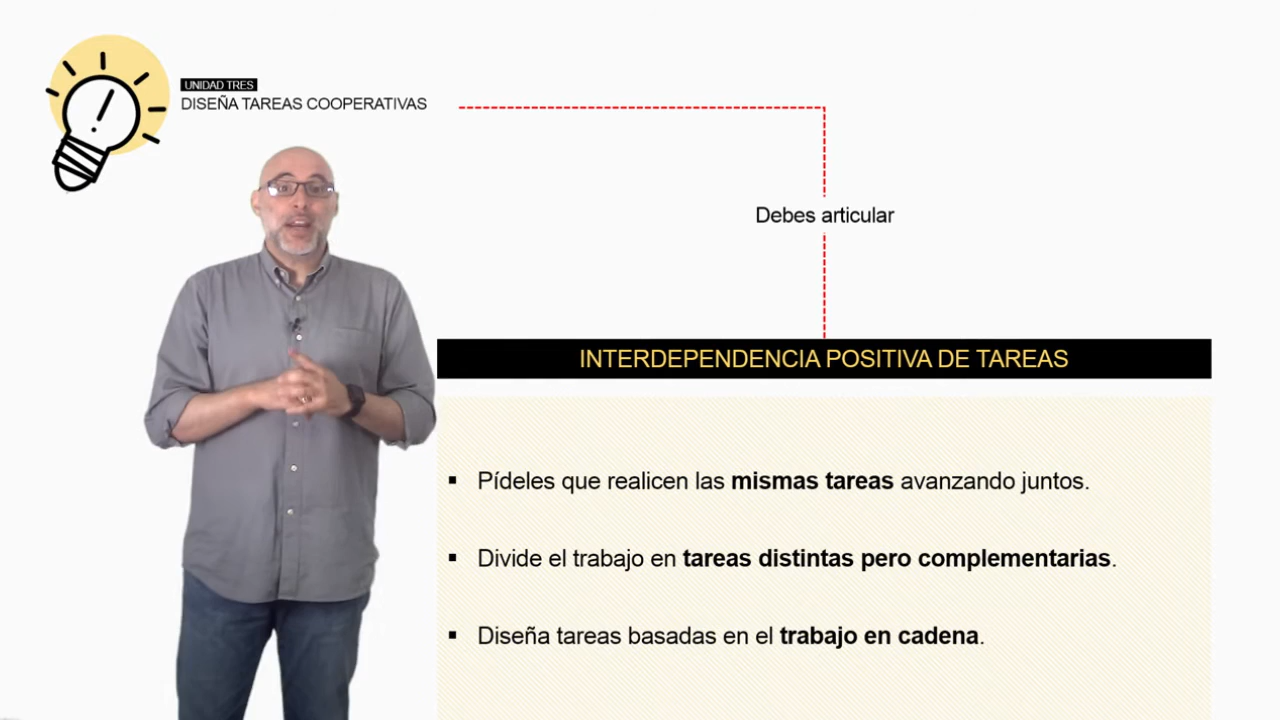 UNIDAD TRES
DISEÑA TAREAS COOPERATIVAS
Debes articular
INTERDEPENDENCIA POSITIVA DE TAREAS
▪ Pídeles que realicen las mismas tareas avanzando juntos.
▪ Divide el trabajo en tareas distintas pero complementarias.
▪ Diseña tareas basadas en el trabajo en cadena.